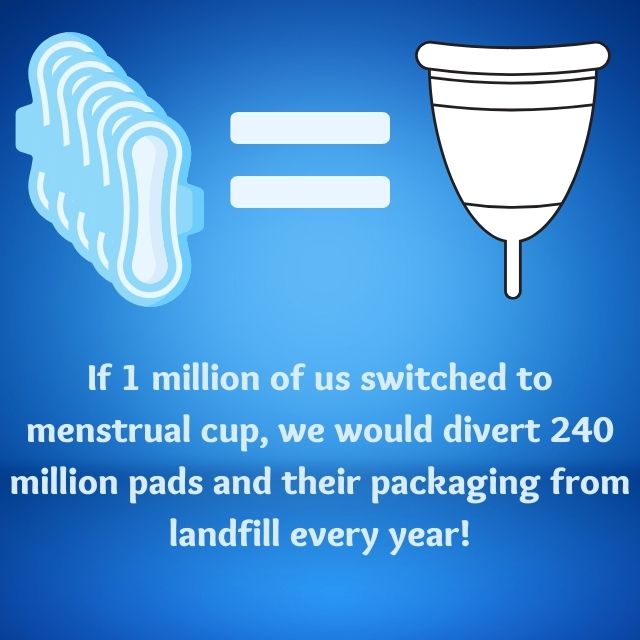 If 1 million of us switched to
menstrual cup, we would divert 240
million pads and their packaging from
landfill every year!